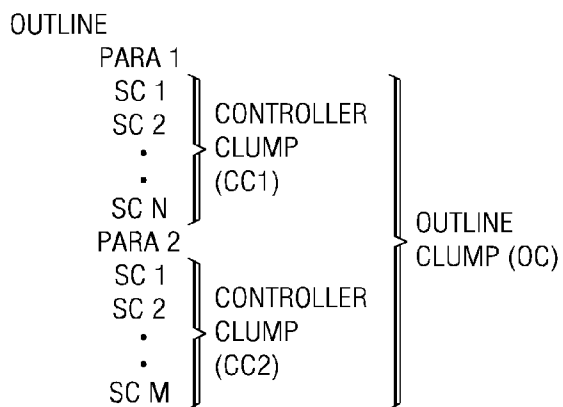 OUTLINE
PARA 1
SC 1
SC 2
.
.
SC N
CONTROLLER
CLUMP
(CC1)
PARA 2
SC 1
SC 2
.
.
SC M
CONTROLLER
CLUMP
(CC2)
OUTLINE
CLUMP (OC)